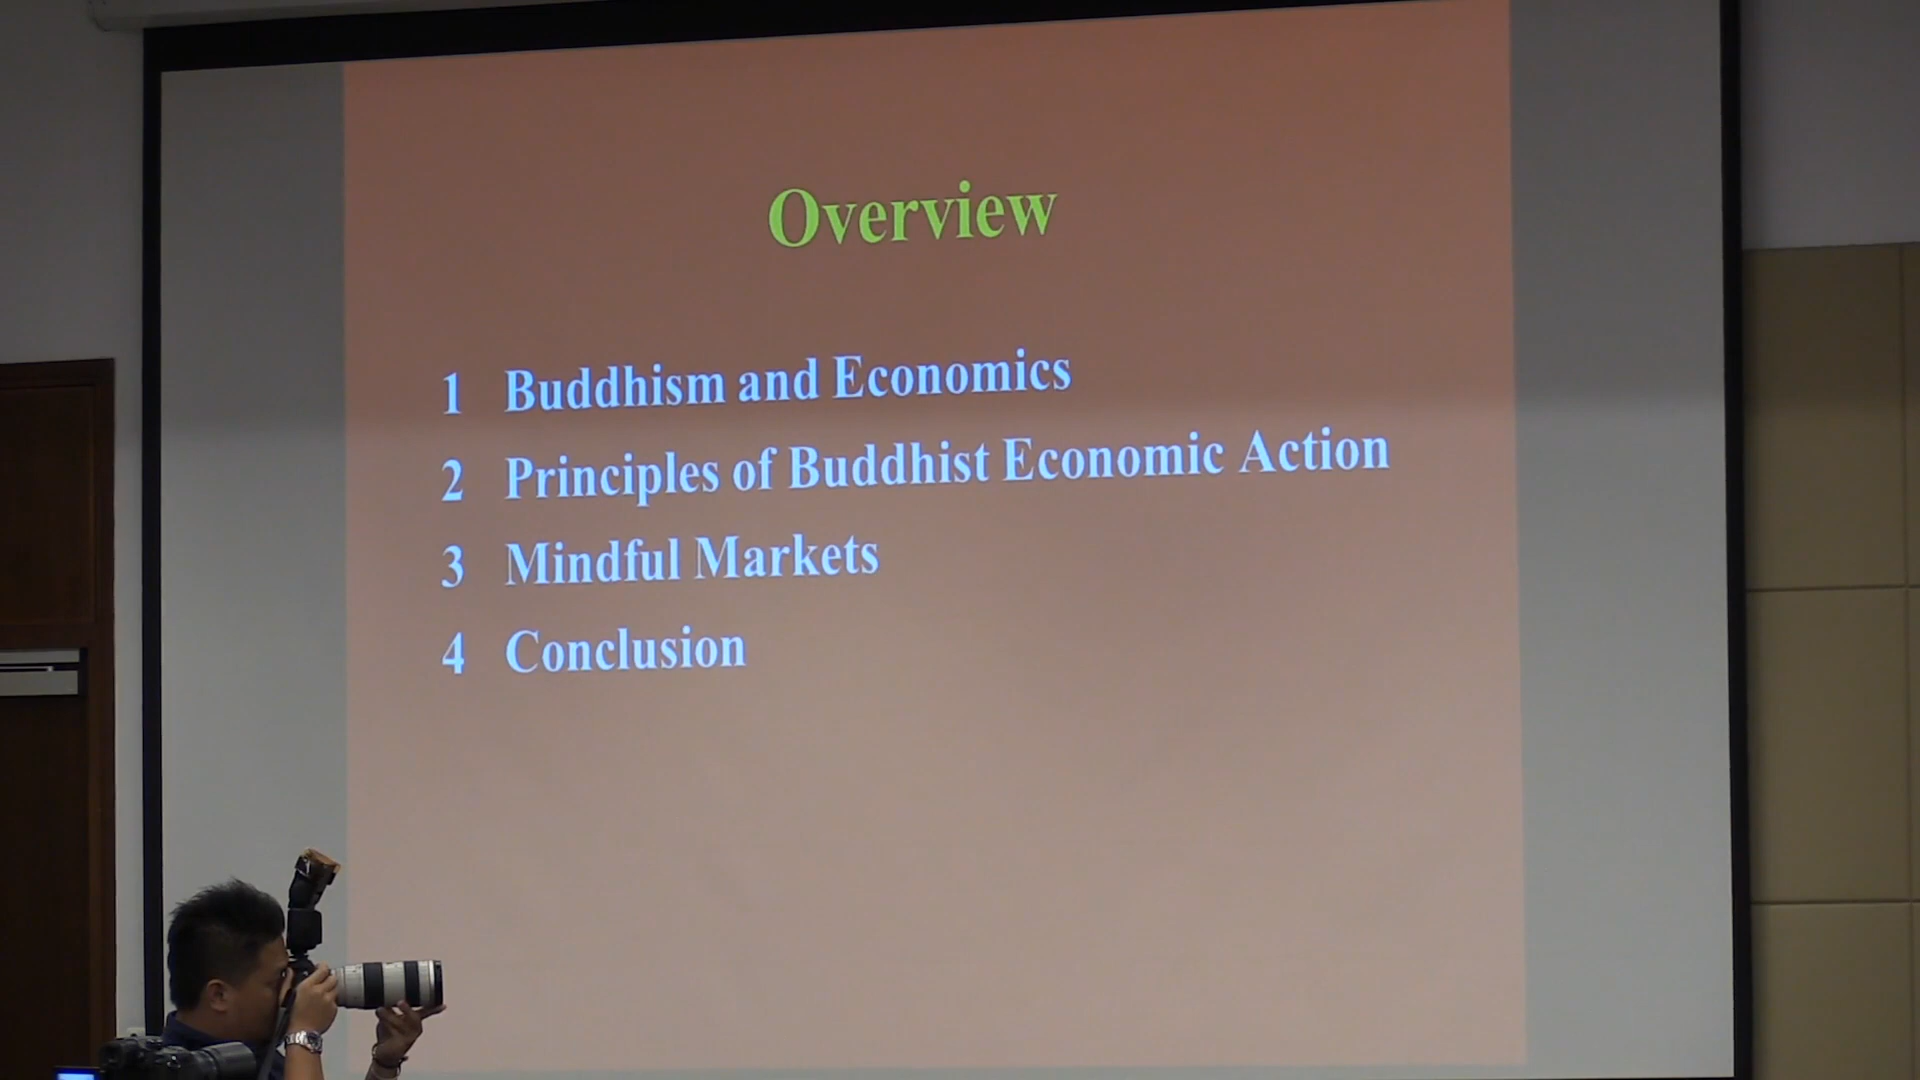 Overview
1 Buddhism and Economics
2 Principles of Buddhist Economic Action
3 Mindful Markets
4 Conclusion